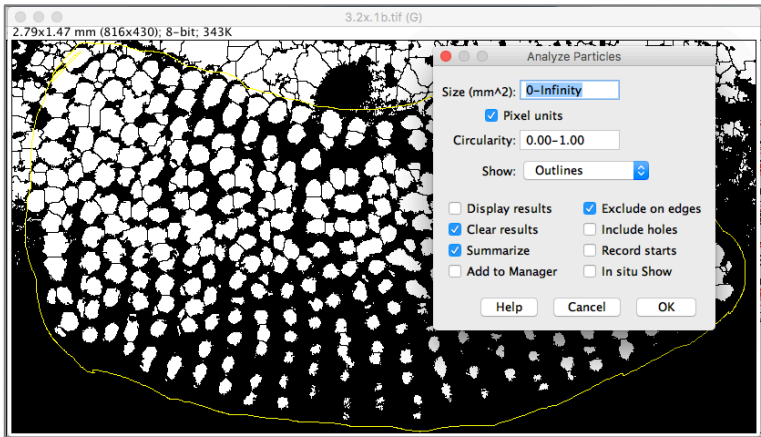 3.2x.1b.tif (G)
2.79x1.47 mm (816x430); 8-bit; 343K
Analyze Particles
Size (mm^2): 0-Infinity
Pixel units
Circularity: 0.00-1.00
Show: Outlines
Display results Exclude on edges
Clear results Include holes
Summarize Record starts
Add to Manager In situ Show
Help Cancel OK